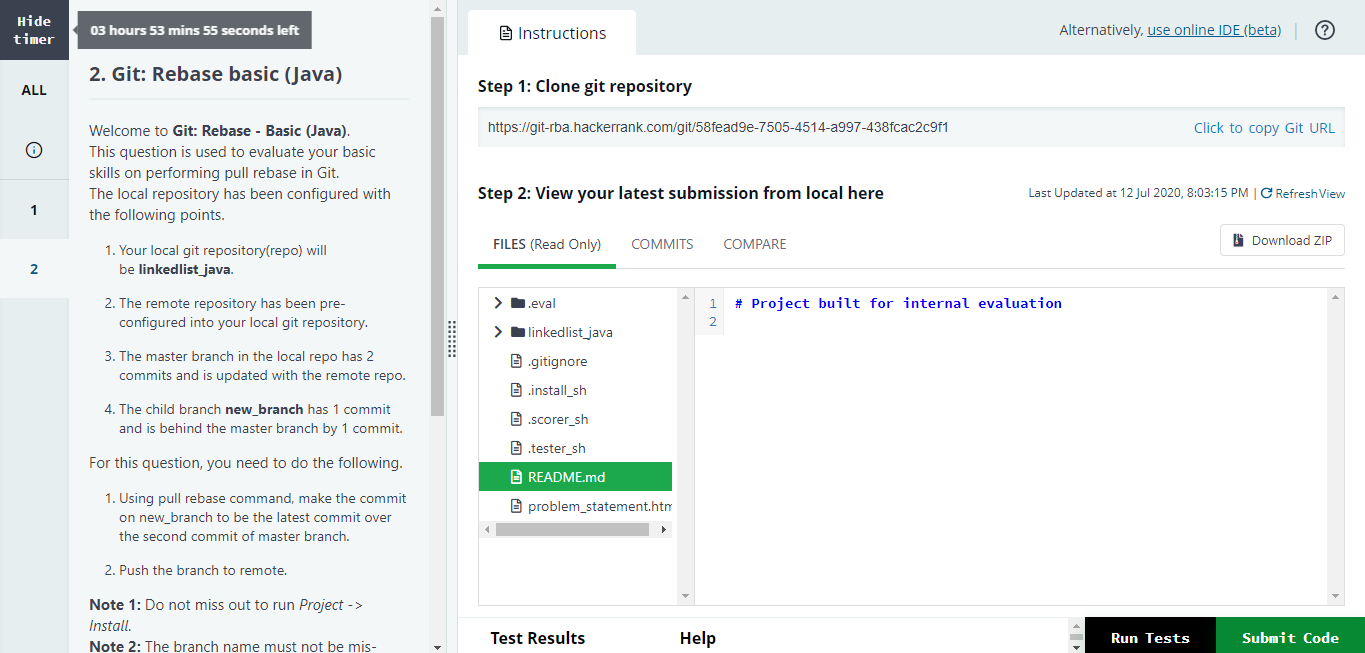 Hide
timer
03 hours 53 mins 55 seconds left
ALL
1
2
2. Git: Rebase basic (Java)
Welcome to Git: Rebase - Basic (Java).
This question is used to evaluate your basic
skills on performing pull rebase in Git.
The local repository has been configured with
the following points.
1. Your local git repository(repo) will
be linkedlist_java.
2. The remote repository has been pre-
configured into your local git repository.
3. The master branch in the local repo has 2
commits and is updated with the remote repo.
4. The child branch new_branch has 1 commit
and is behind the master branch by 1 commit.
For this question, you need to do the following.
1. Using pull rebase command, make the commit
on new_branch to be the latest commit over
the second commit of master branch.
2. Push the branch to remote.
Note 1: Do not miss out to run Project ->
Install.
Note 2: The branch name must not be mis-
Instructions
Alternatively, use online IDE (beta)
Step 1: Clone git repository
https://git-rba.hackerrank.com/git/58fead9e-7505-4514-a997-438fcac2c9f1
Click to copy Git URL
Step 2: View your latest submission from local here
Last Updated at 12 Jul 2020, 8:03:15 PM | Refresh View
FILES (Read Only) COMMITS COMPARE
Download ZIP
.eval
linkedlist_java
.gitignore
.install_sh
.scorer_sh
.tester_sh
README.md
problem_statement.htm
1 # Project built for internal evaluation
2
Test Results Help
Run Tests Submit Code